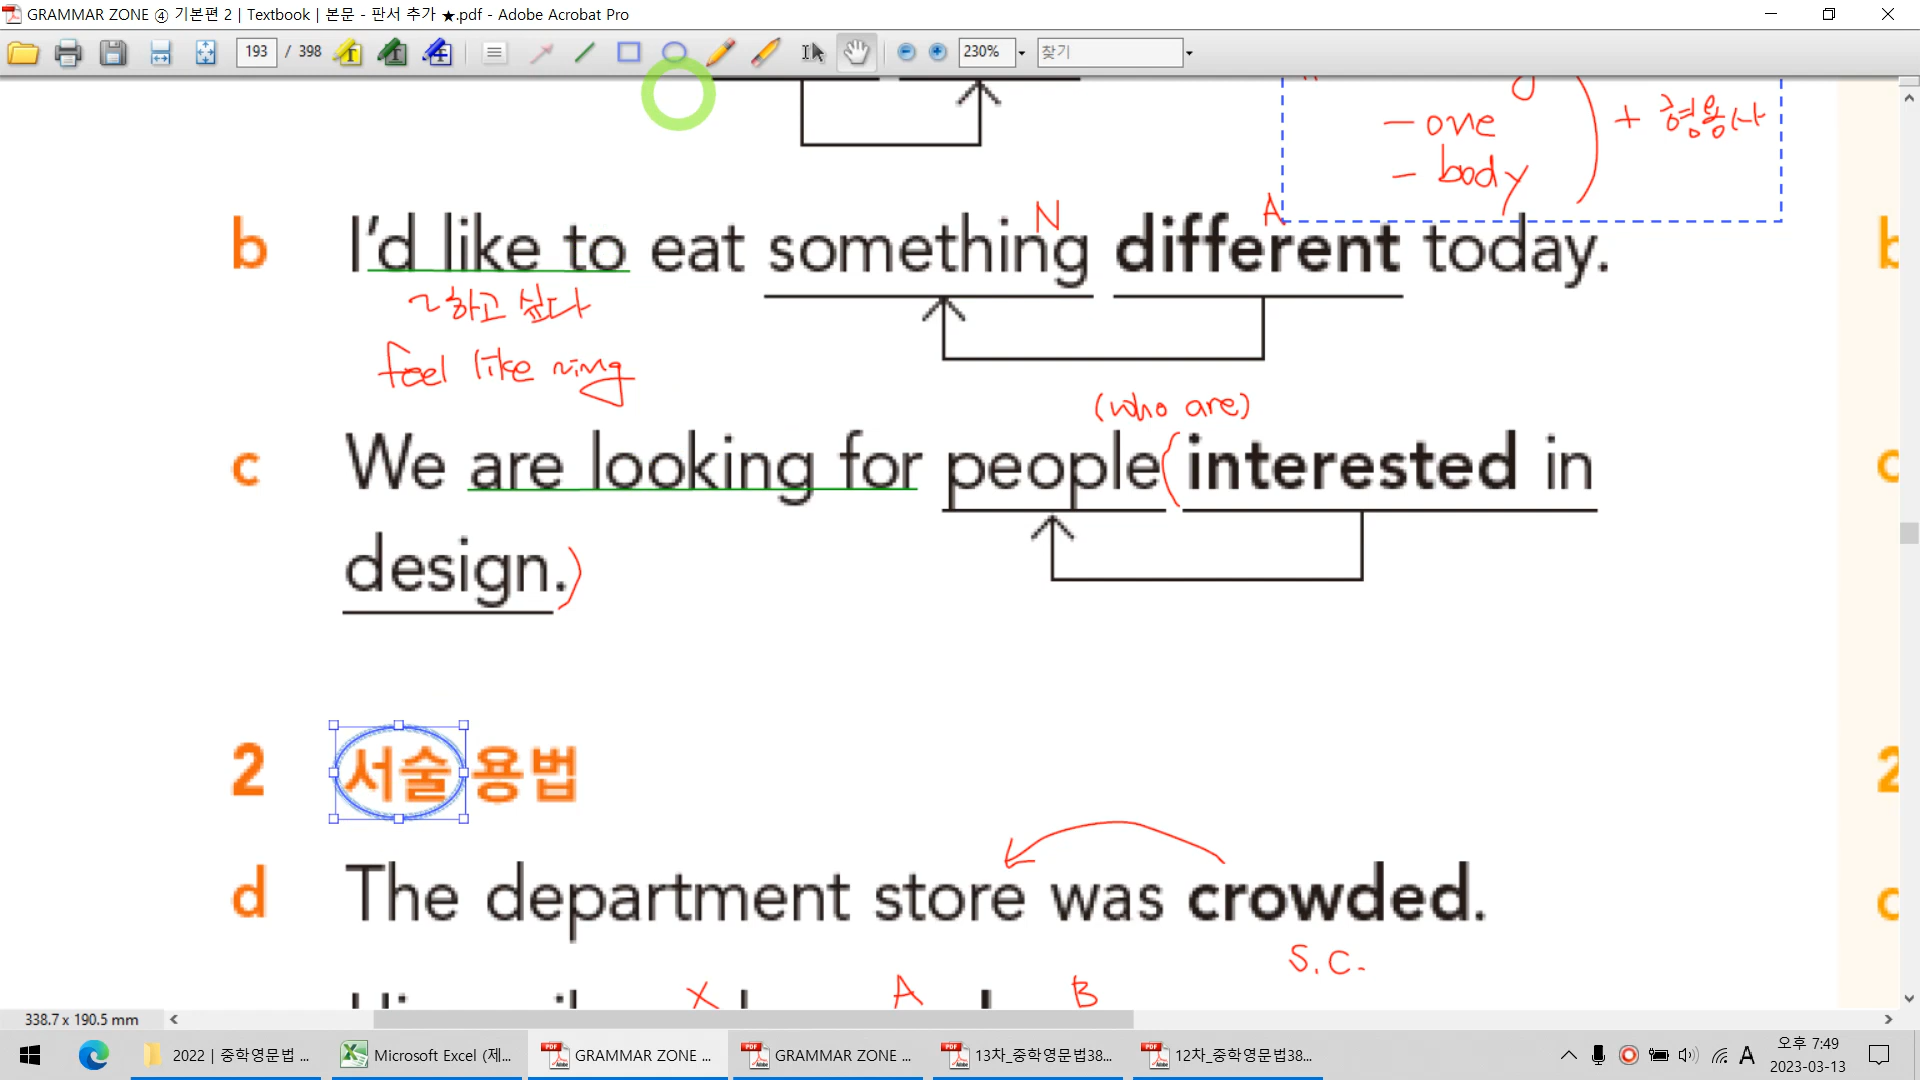 GRAMMAR ZONE ④ 기본편 2 | Textbook | 본문 - 판서 추가 ★.pdf - Adobe Acrobat Pro
193 / 398 230% 찾기
- one
+ 형용사
- body
N A
b I'd like to eat something different today.
~하고 싶다
feel like ~ing
(who are)
c We are looking for people (interested in
design.)
2 서술 용법
d The department store was crowded.
S.C.
X A B
338.7 x 190.5 mm
2022 | 중학영문법 ...
Microsoft Excel (제...
GRAMMAR ZONE ...
GRAMMAR ZONE ...
13차_중학영문법38...
12차_중학영문법38...
A
오후 7:49
2023-03-13